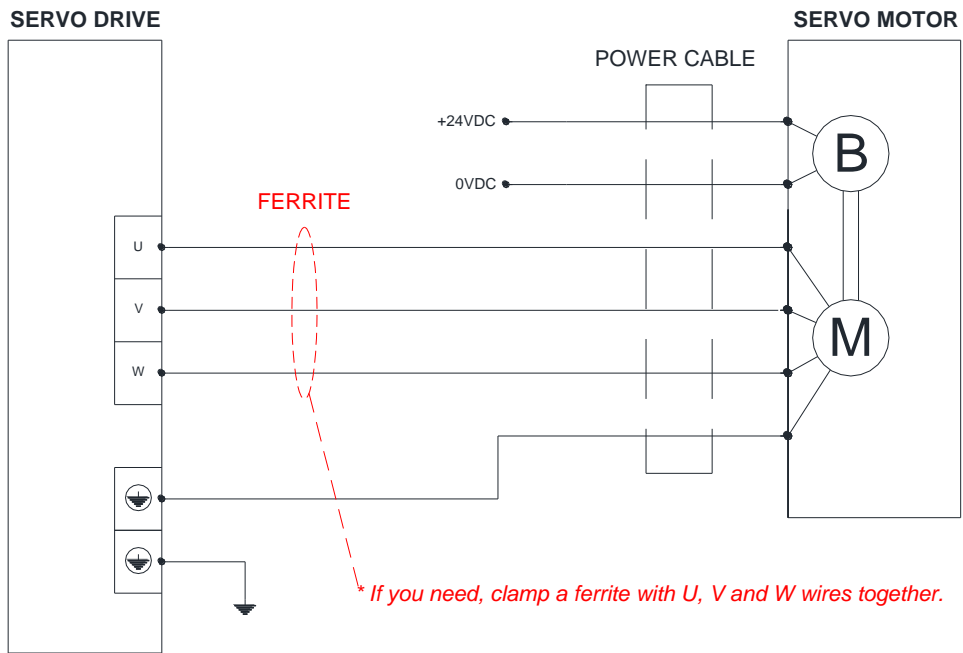 SERVO DRIVE
SERVO MOTOR
POWER CABLE
+24VDC
B
0VDC
FERRITE
U
V
M
W
* If you need, clamp a ferrite with U, V and W wires together.